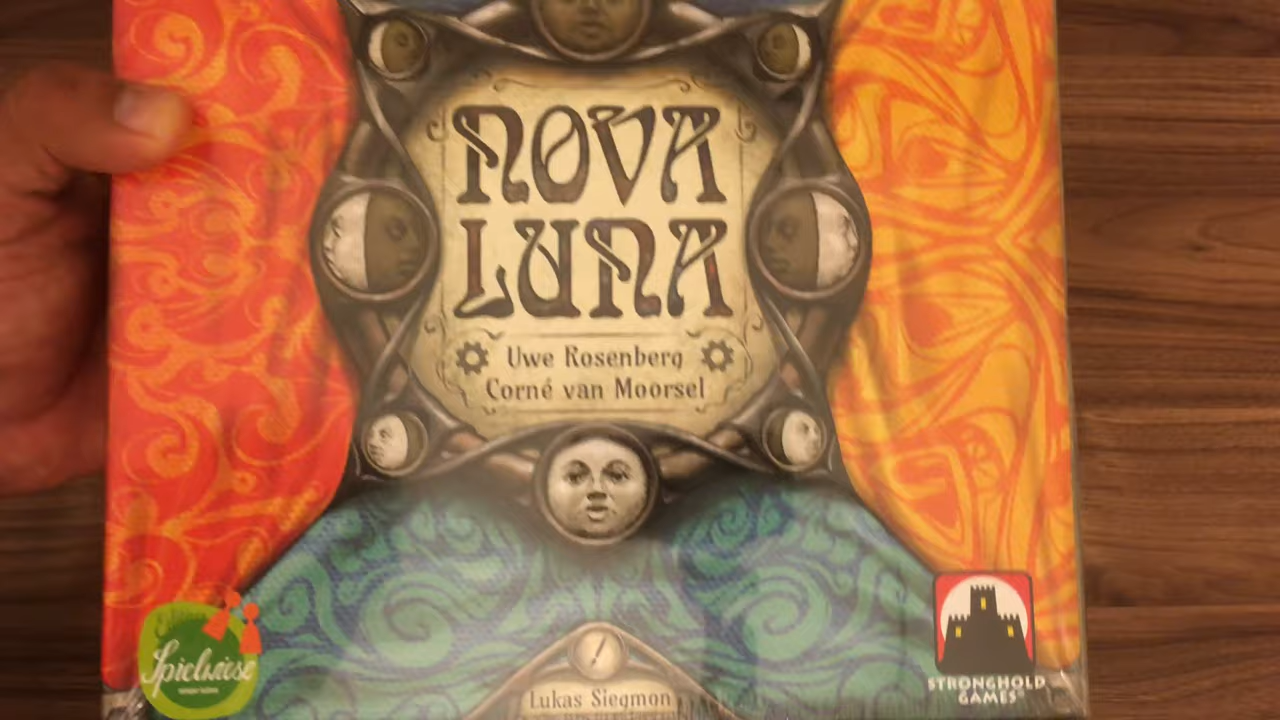 NOVA
LUNA
Uwe Rosenberg
Corné van Moorsel
Spielwiese
STRONGHOLD
GAMES
Lukas Siegmon